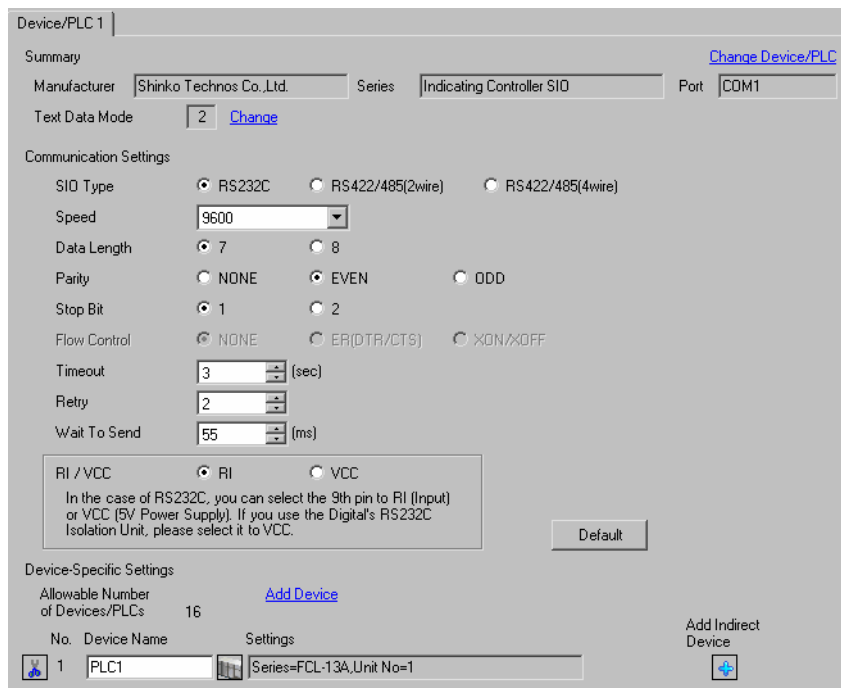 Device/PLC 1
Summary
Change Device/PLC
Manufacturer Shinko Technos Co.,Ltd. Series Indicating Controller SIO Port COM1
Text Data Mode 2 Change
Communication Settings
SIO Type RS232C RS422/485(2wire) RS422/485(4wire)
Speed 9600
Data Length 7 8
Parity NONE EVEN ODD
Stop Bit 1 2
Flow Control NONE ER(DTR/CTS) XON/XOFF
Timeout 3 (sec)
Retry 2
Wait To Send 55 (ms)
RI / VCC RI VCC
In the case of RS232C, you can select the 9th pin to RI (Input)
or VCC (5V Power Supply). If you use the Digital's RS232C
Isolation Unit, please select it to VCC.
Default
Device-Specific Settings
Allowable Number
of Devices/PLCs 16
Add Device
Add Indirect
Device
No. Device Name Settings
1 PLC1 Series=FCL-13A,Unit No=1